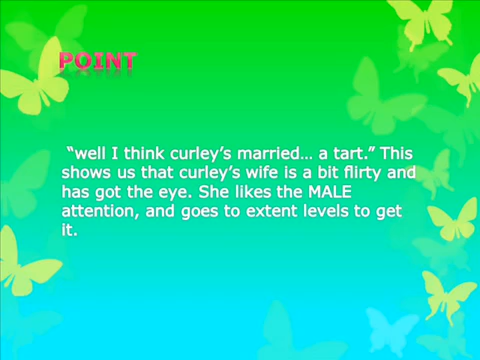 POINT
“well I think curley’s married… a tart.” This
shows us that curley’s wife is a bit flirty and
has got the eye. She likes the MALE
attention, and goes to extent levels to get
it.